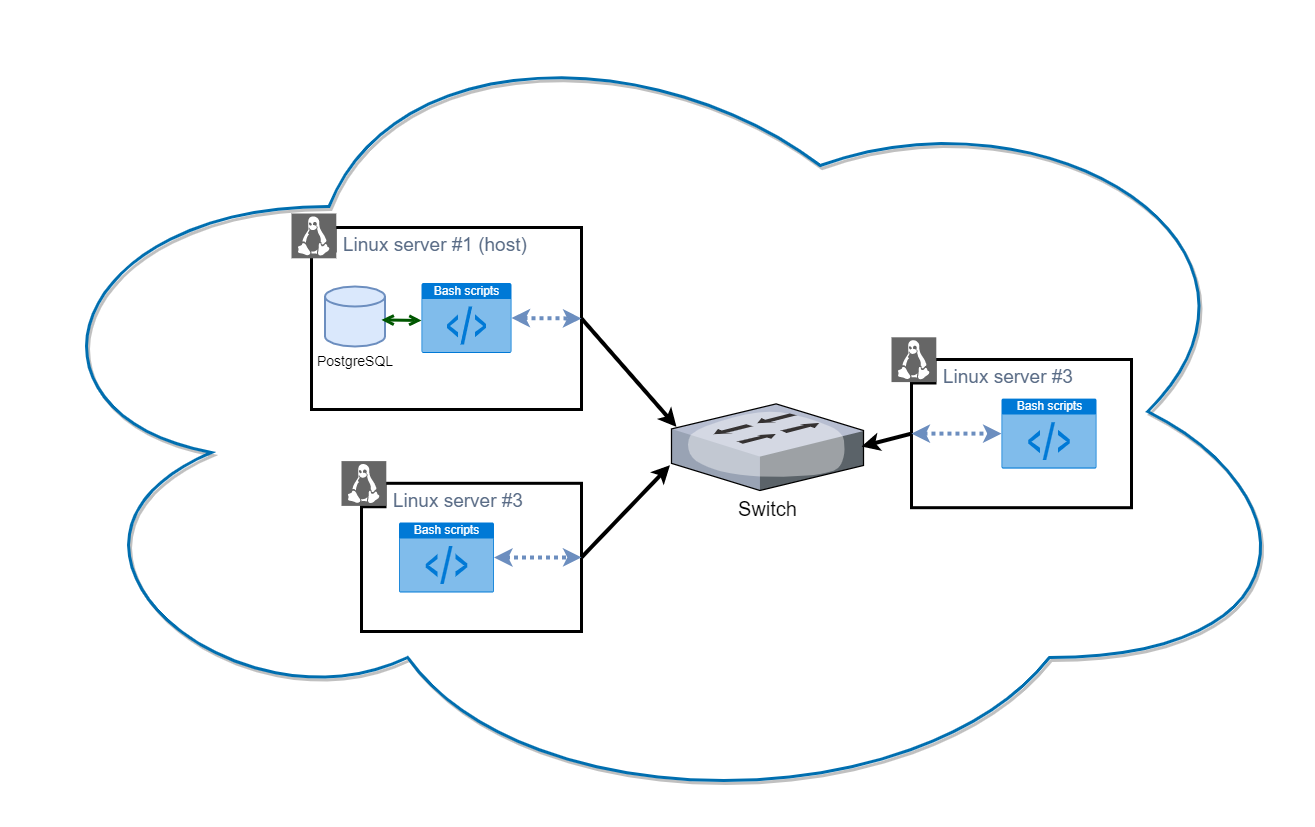 Linux server #1 (host)
Bash scripts
</>
PostgreSQL
Linux server #3
Bash scripts
</>
Switch
Linux server #3
Bash scripts
</>